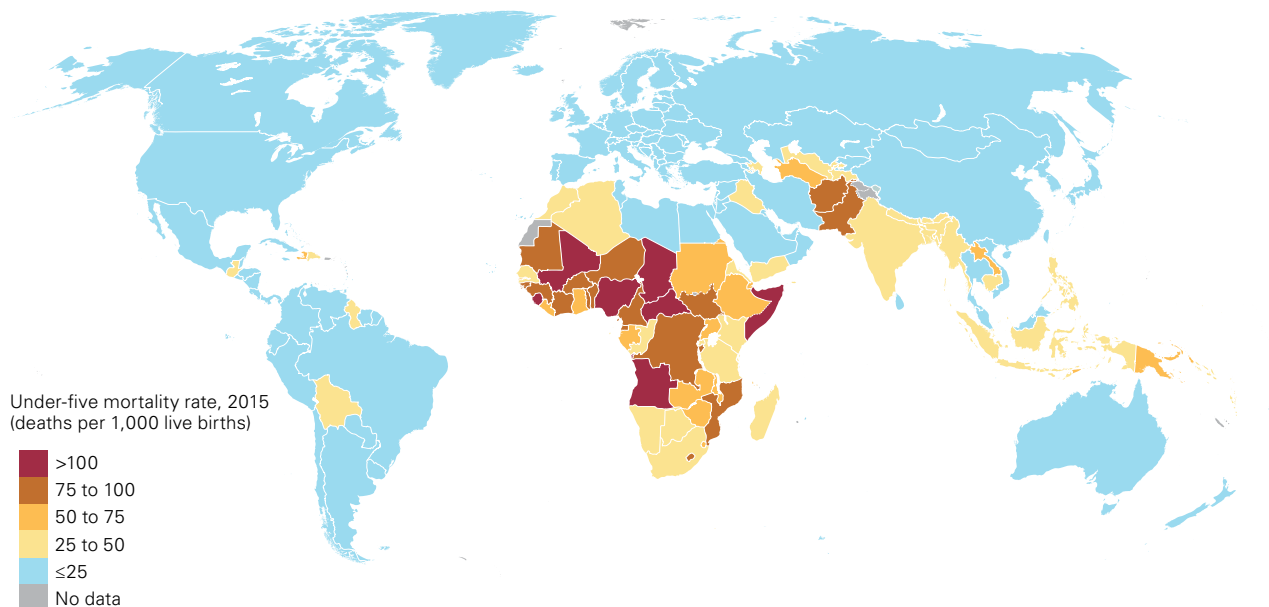 Under-five mortality rate, 2015
(deaths per 1,000 live births)
>100
75 to 100
50 to 75
25 to 50
≤25
No data